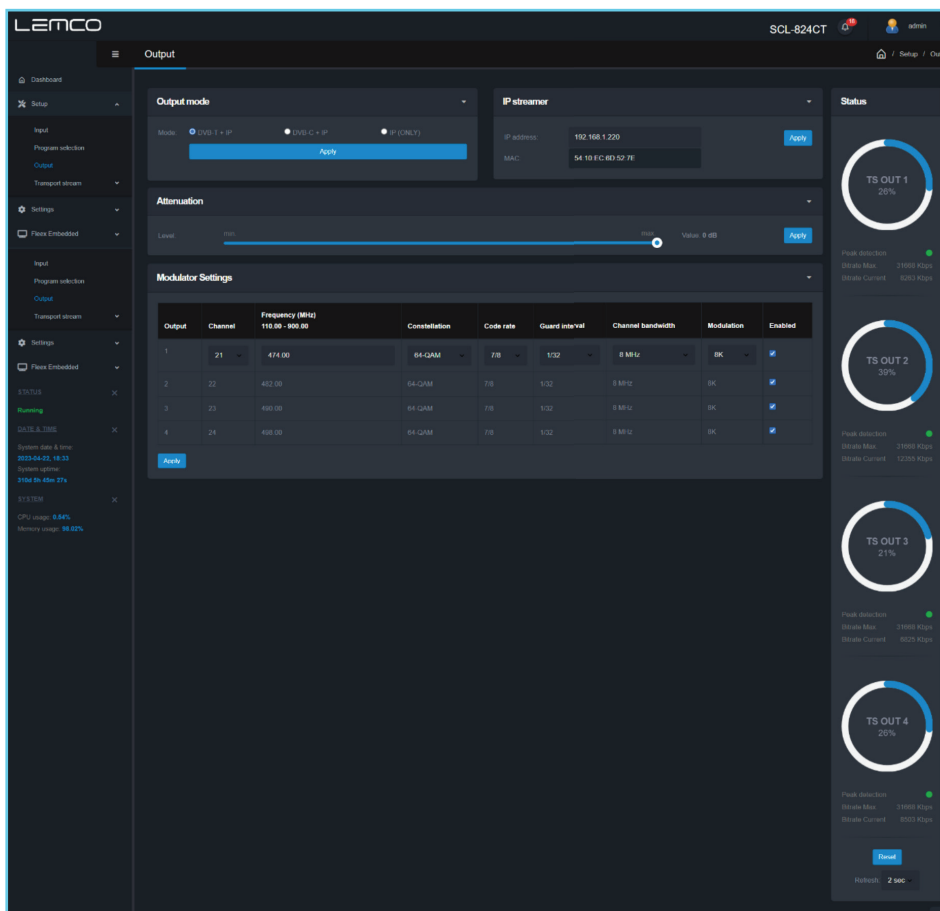 LEMCO
SCL-824CT
18
admin
Output
/ Setup / Ou
Dashboard
Setup
Input
Program selection
Output
Transport stream
Settings
Flexx Embedded
Input
Program selection
Output
Transport stream
Settings
Flexx Embedded
STATUS
Running
DATE & TIME
System date & time:
2023-04-22, 18:33
System uptime:
310d 5h 45m 27s
SYSTEM
CPU usage: 6.64%
Memory usage: 98.02%
Output mode
Mode:
DVB-T + IP
DVB-C + IP
IP (ONLY)
Apply
IP streamer
IP address
192.168.1.220
Apply
MAC
54:10:EC:6D:52:7E
Attenuation
Level:
min
max
Value: 0 dB
Apply
Modulator Settings
Output Channel Frequency (MHz) 110.00 - 900.00 Constellation Code rate Guard interval Channel bandwidth Modulation Enabled
1 21 474.00 64-QAM 7/8 1/32 8 MHz 8K
2 22 482.00 64-QAM 7/8 1/32 8 MHz 8K
3 23 490.00 64-QAM 7/8 1/32 8 MHz 8K
4 24 498.00 64-QAM 7/8 1/32 8 MHz 8K
Apply
Status
TS OUT 1
26%
Peak detection
Bitrate Max 31668 Kbps
Bitrate Current 8263 Kbps
TS OUT 2
39%
Peak detection
Bitrate Max 31668 Kbps
Bitrate Current 12355 Kbps
TS OUT 3
21%
Peak detection
Bitrate Max 31668 Kbps
Bitrate Current 6825 Kbps
TS OUT 4
26%
Peak detection
Bitrate Max 31668 Kbps
Bitrate Current Kbps
Reset
Refresh: 2 sec